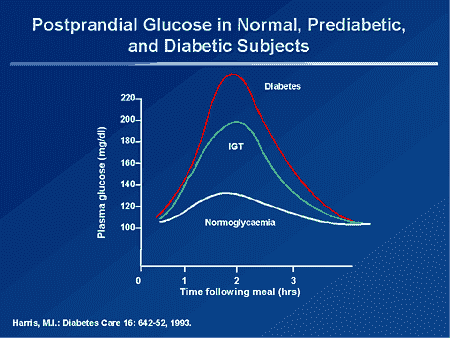 Postprandial Glucose in Normal, Prediabetic,
and Diabetic Subjects
Diabetes
IGT
Normoglycaemia
Plasma glucose (mg/dl)
220
200
180
160
140
120
100
0 1 2 3
Time following meal (hrs)
Harris, M.I.: Diabetes Care 16: 642-52, 1993.